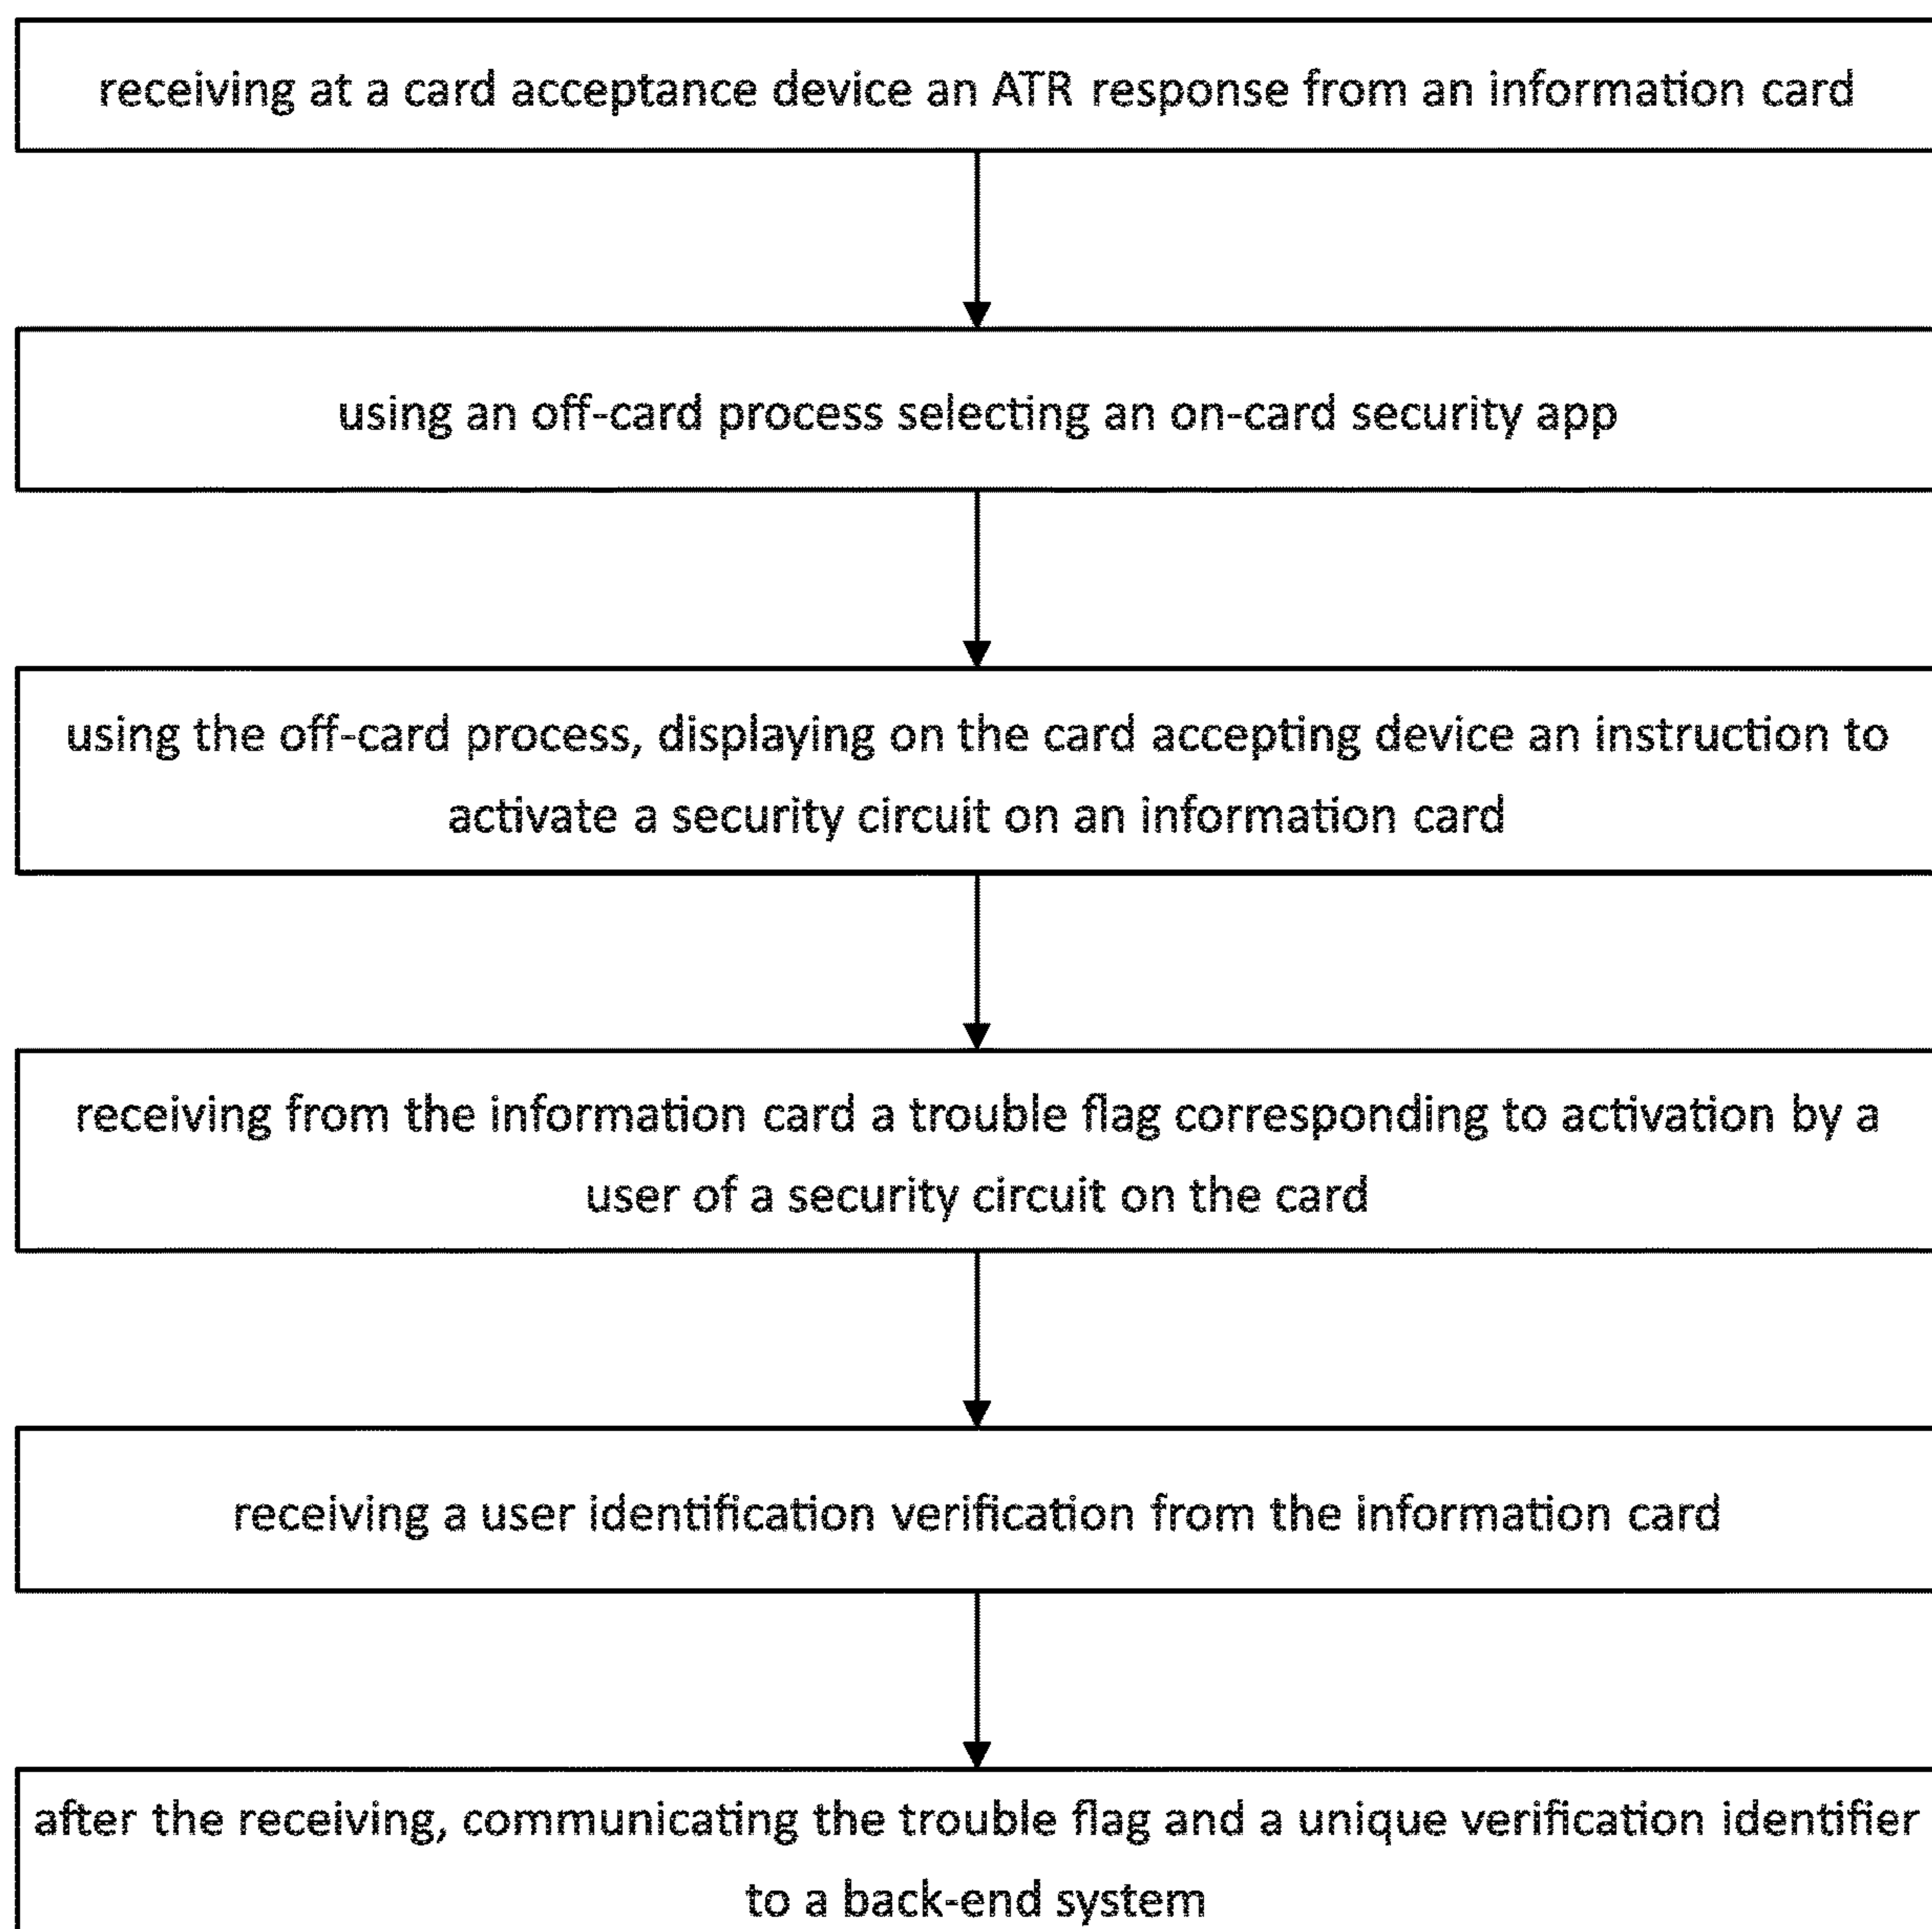 receiving at a card acceptance device an ATR response from an information card
using an off-card process selecting an on-card security app
using the off-card process, displaying on the card accepting device an instruction to
activate a security circuit on an information card
receiving from the information card a trouble flag corresponding to activation by a
user of a security circuit on the card
receiving a user identification verification from the information card
after the receiving, communicating the trouble flag and a unique verification identifier
to a back-end system